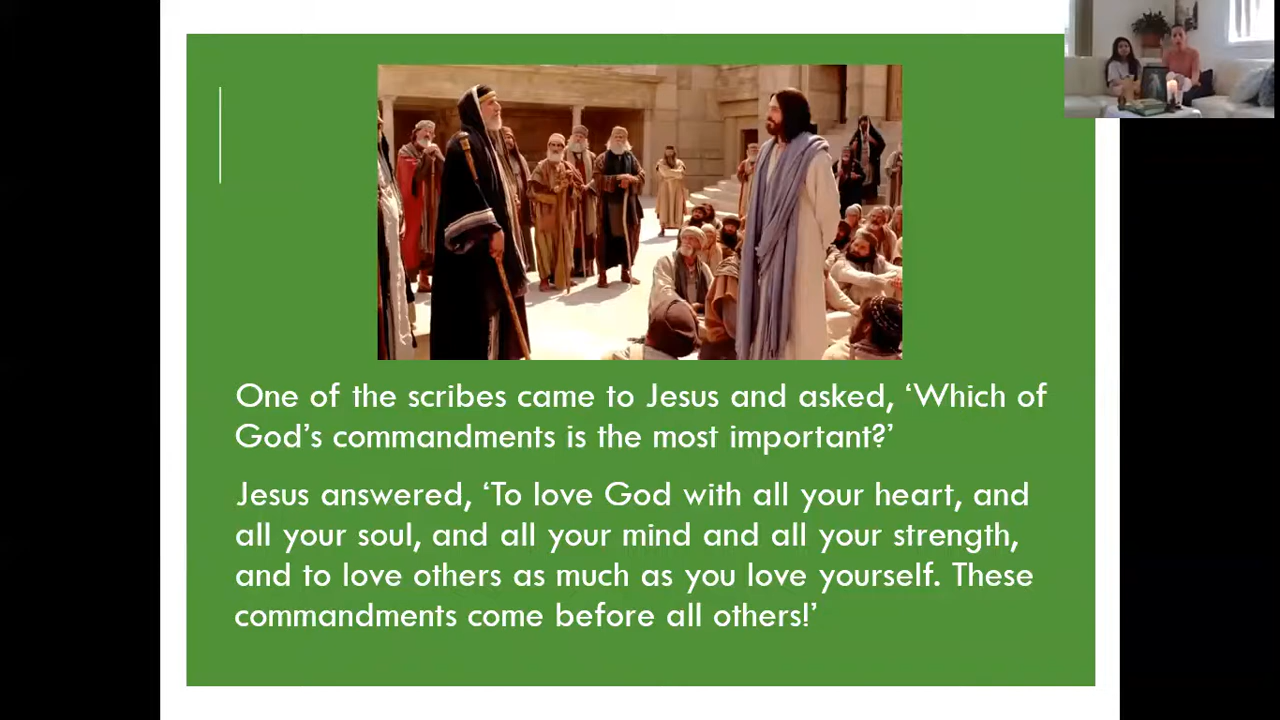 One of the scribes came to Jesus and asked, ‘Which of
God’s commandments is the most important?’
Jesus answered, ‘To love God with all your heart, and
all your soul, and all your mind and all your strength,
and to love others as much as you love yourself. These
commandments come before all others!’